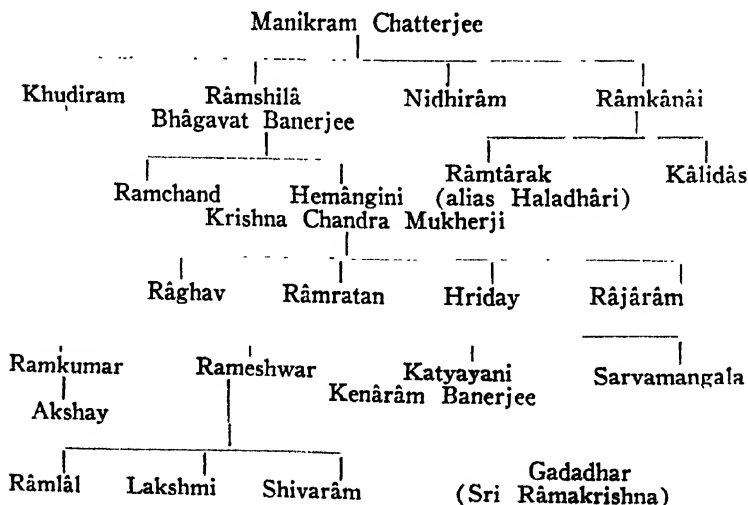 Manikram Chatterjee
Khudiram Râmshilâ Nidhirâm Râmkânâi
Bhâgavat Banerjee
Ramchand Hemângini Râmtârak Kâlidâs
Krishna Chandra Mukherji (alias Haladhâri)
Râghav Râmratan Hriday Râjârâm
Ramkumar Rameshwar Katyayani Sarvamangala
Kenârâm Banerjee
Akshay
Râmlâl Lakshmi Shivarâm Gadadhar
(Sri Râmakrishna)